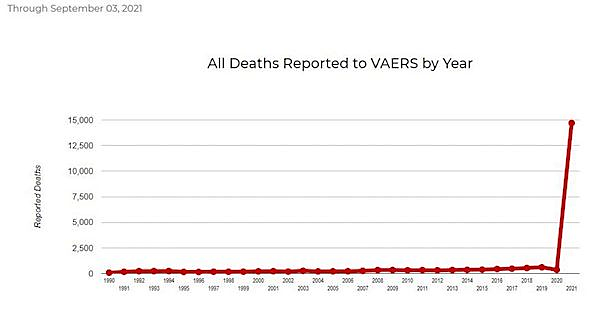 Through September 03, 2021
All Deaths Reported to VAERS by Year
15,000
12,500
10,000
7,500
5,000
2,500
0
Reported Deaths
1990 1992 1994 1996 1998 2000 2002 2004 2006 2008 2010 2012 2014 2016 2018 2020
1991 1993 1995 1997 1999 2001 2003 2005 2007 2009 2011 2013 2015 2017 2019 2021